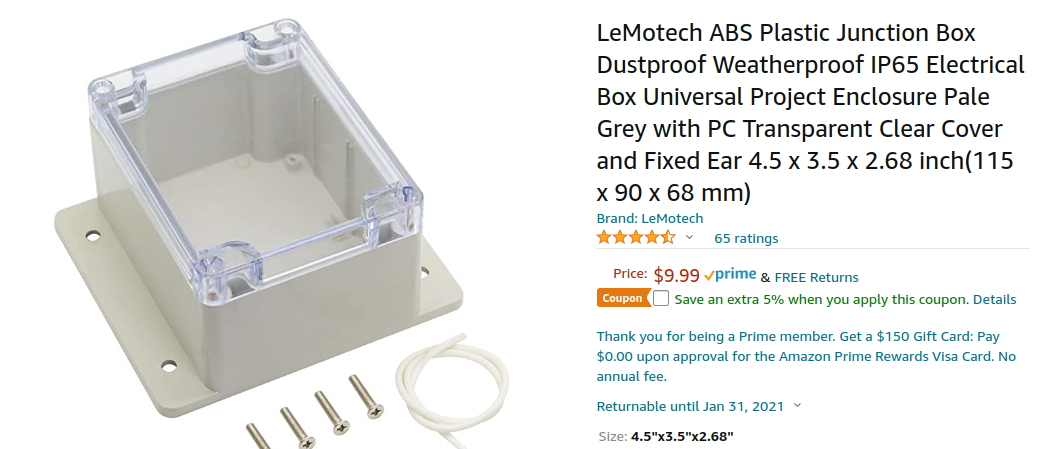 LeMotech ABS Plastic Junction Box
Dustproof Weatherproof IP65 Electrical
Box Universal Project Enclosure Pale
Grey with PC Transparent Clear Cover
and Fixed Ear 4.5 x 3.5 x 2.68 inch(115
x 90 x 68 mm)
Brand: LeMotech
65 ratings
Price: $9.99 prime & FREE Returns
Coupon Save an extra 5% when you apply this coupon. Details
Thank you for being a Prime member. Get a $150 Gift Card: Pay
$0.00 upon approval for the Amazon Prime Rewards Visa Card. No
annual fee.
Returnable until Jan 31, 2021
Size: 4.5"x3.5"x2.68"